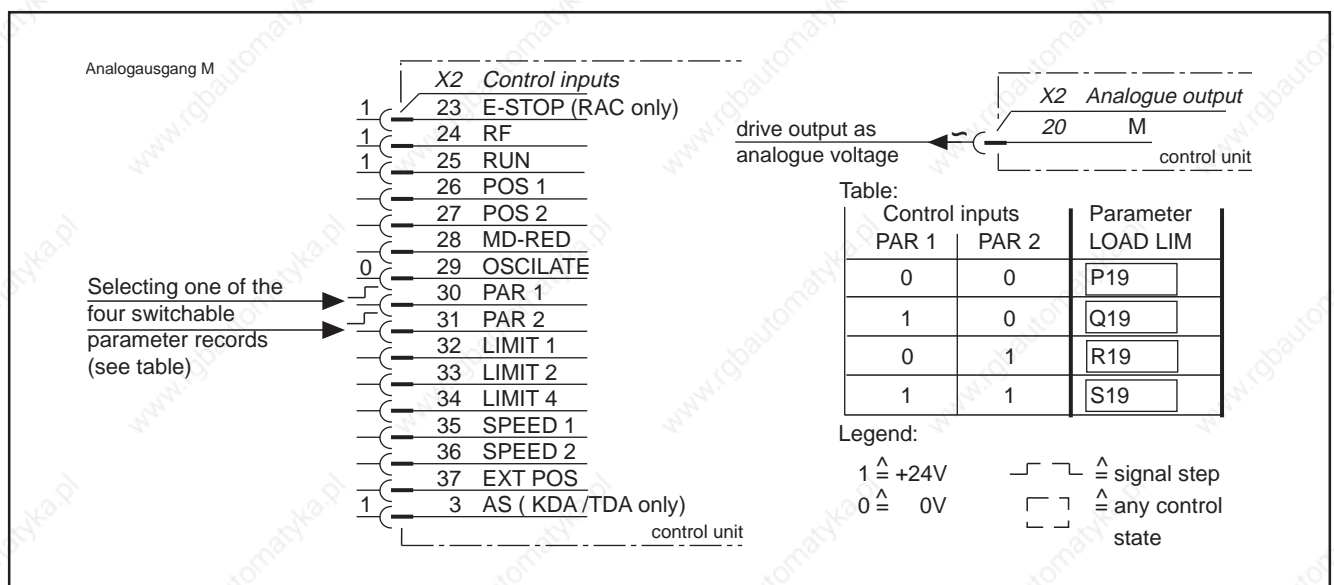 Analogausgang M
X2 Control inputs
1 23 E-STOP (RAC only)
1 24 RF
1 25 RUN
26 POS 1
27 POS 2
28 MD-RED
0 29 OSCILATE
30 PAR 1
31 PAR 2
32 LIMIT 1
33 LIMIT 2
34 LIMIT 4
35 SPEED 1
36 SPEED 2
37 EXT POS
1 3 AS ( KDA /TDA only)
control unit
Selecting one of the
four switchable
parameter records
(see table)
X2 Analogue output
20 M
control unit
drive output as
analogue voltage
~
Table:
Control inputs Parameter
PAR 1 PAR 2 LOAD LIM
0 0 P19
1 0 Q19
0 1 R19
1 1 S19
Legend:
1 ≙ +24V
0 ≙ 0V
≙ signal step
≙ any control
state
www.rgbautomatyka.pl